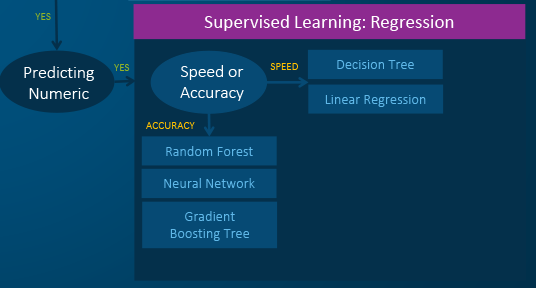 YES
Supervised Learning: Regression
Predicting
Numeric
YES
Speed or
Accuracy
SPEED
Decision Tree
Linear Regression
ACCURACY
Random Forest
Neural Network
Gradient
Boosting Tree